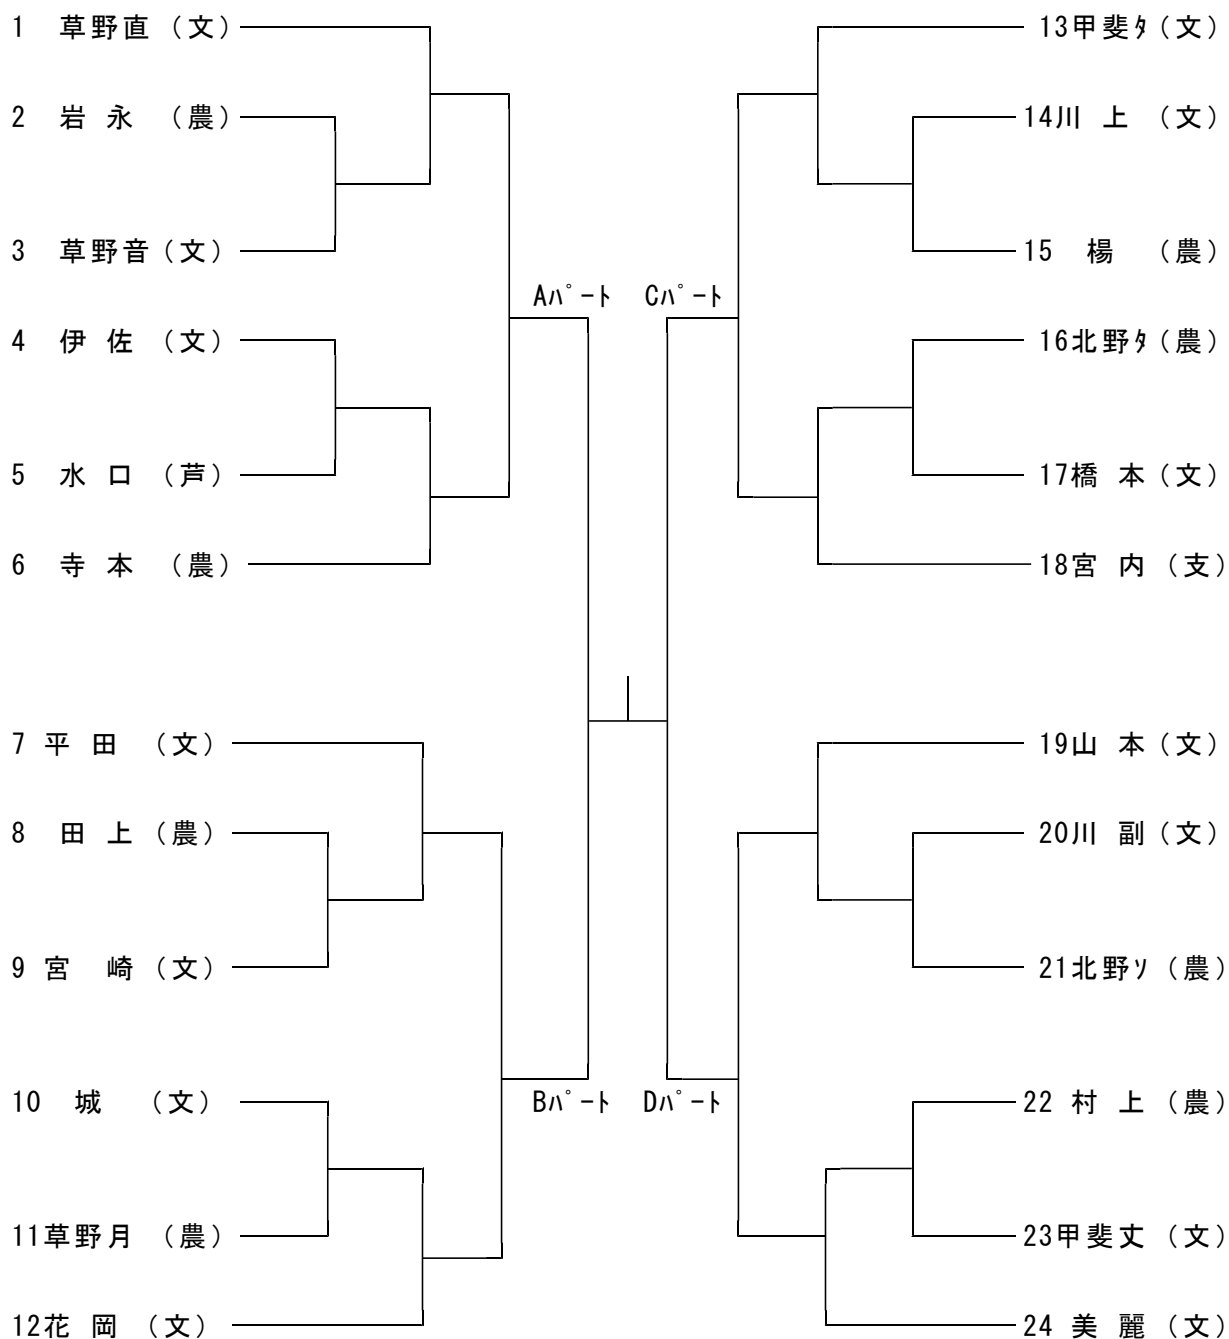 1 草野直（文）
2 岩 永 （農）
3 草野音（文）
4 伊 佐 （文）
5 水 口 （芦）
6 寺 本 （農）
7 平 田 （文）
8 田 上 （農）
9 宮 崎 （文）
10 城 （文）
11草野月 （農）
12花 岡 （文）
Aﾊﾟｰﾄ
Bﾊﾟｰﾄ
Cﾊﾟｰﾄ
Dﾊﾟｰﾄ
13甲斐ﾀ（文）
14川 上 （文）
15 楊 （農）
16北野ﾀ（農）
17橋 本（文）
18宮 内（支）
19山 本（文）
20川 副（文）
21北野ｿ（農）
22 村 上（農）
23甲斐丈（文）
24 美 麗（文）